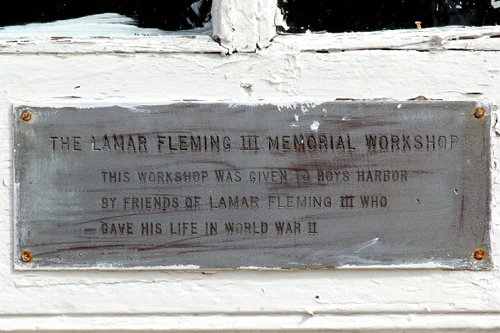 THE LAMAR FLEMING III MEMORIAL WORKSHOP
THIS WORKSHOP WAS GIVEN TO BOYS HARBOR
BY FRIENDS OF LAMAR FLEMING III WHO
GAVE HIS LIFE IN WORLD WAR II